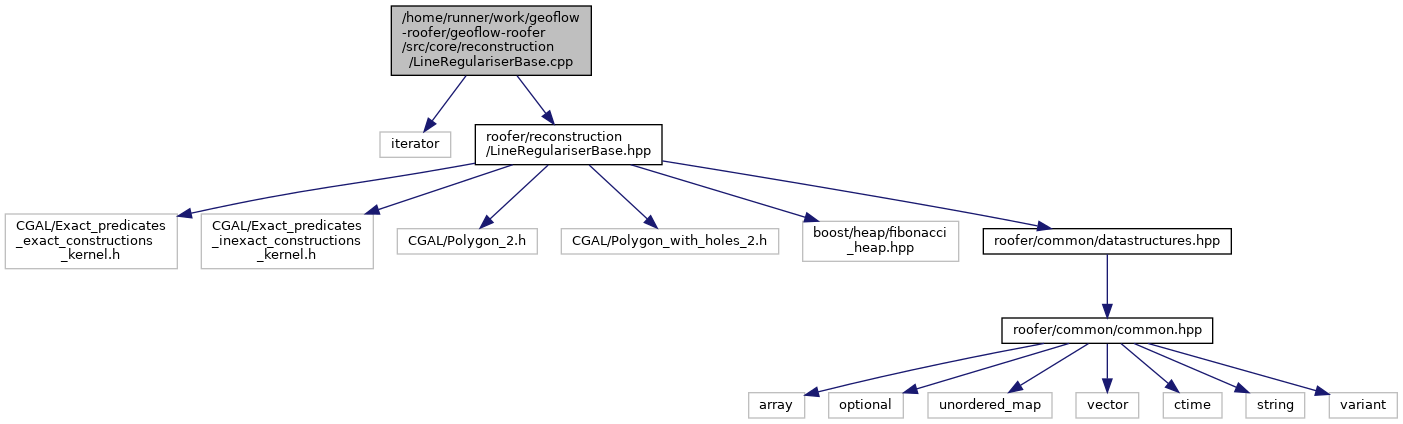 /home/runner/work/geoflow
-roofer/geoflow-roofer
/src/core/reconstruction
/LineRegulariserBase.cpp
iterator
roofer/reconstruction
/LineRegulariserBase.hpp
CGAL/Exact_predicates
_exact_constructions
_kernel.h
CGAL/Exact_predicates
_inexact_constructions
_kernel.h
CGAL/Polygon_2.h
CGAL/Polygon_with_holes_2.h
boost/heap/fibonacci
_heap.hpp
roofer/common/datastructures.hpp
roofer/common/common.hpp
array
optional
unordered_map
vector
ctime
string
variant